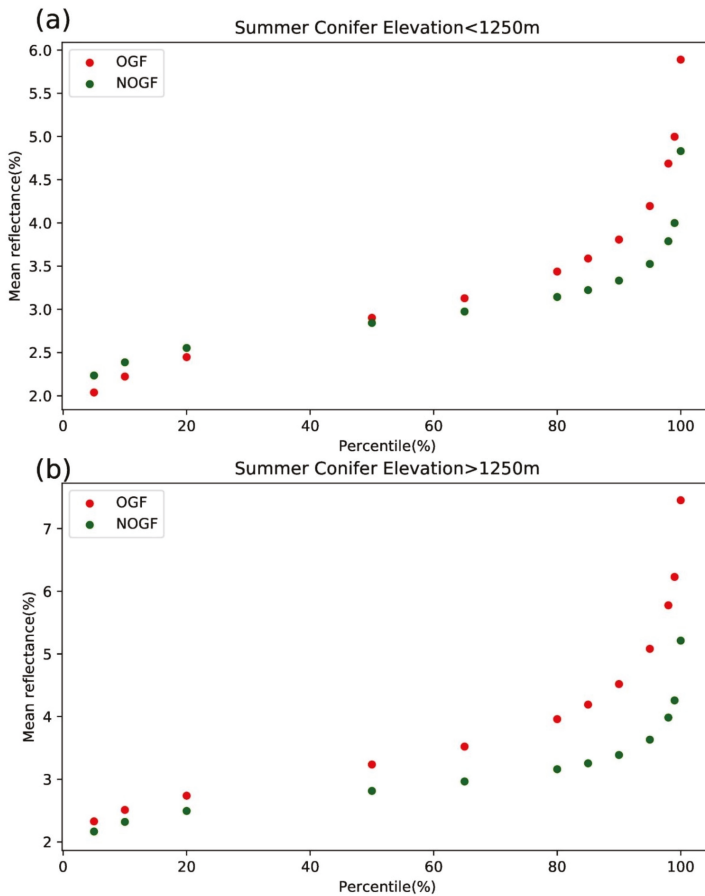 (a)
Summer Conifer Elevation<1250m
OGF
NOGF
Mean reflectance(%)
6.0
5.5
5.0
4.5
4.0
3.5
3.0
2.5
2.0
0 20 40 60 80 100
Percentile(%)
(b)
Summer Conifer Elevation>1250m
OGF
NOGF
Mean reflectance(%)
7
6
5
4
3
2
0 20 40 60 80 100
Percentile(%)